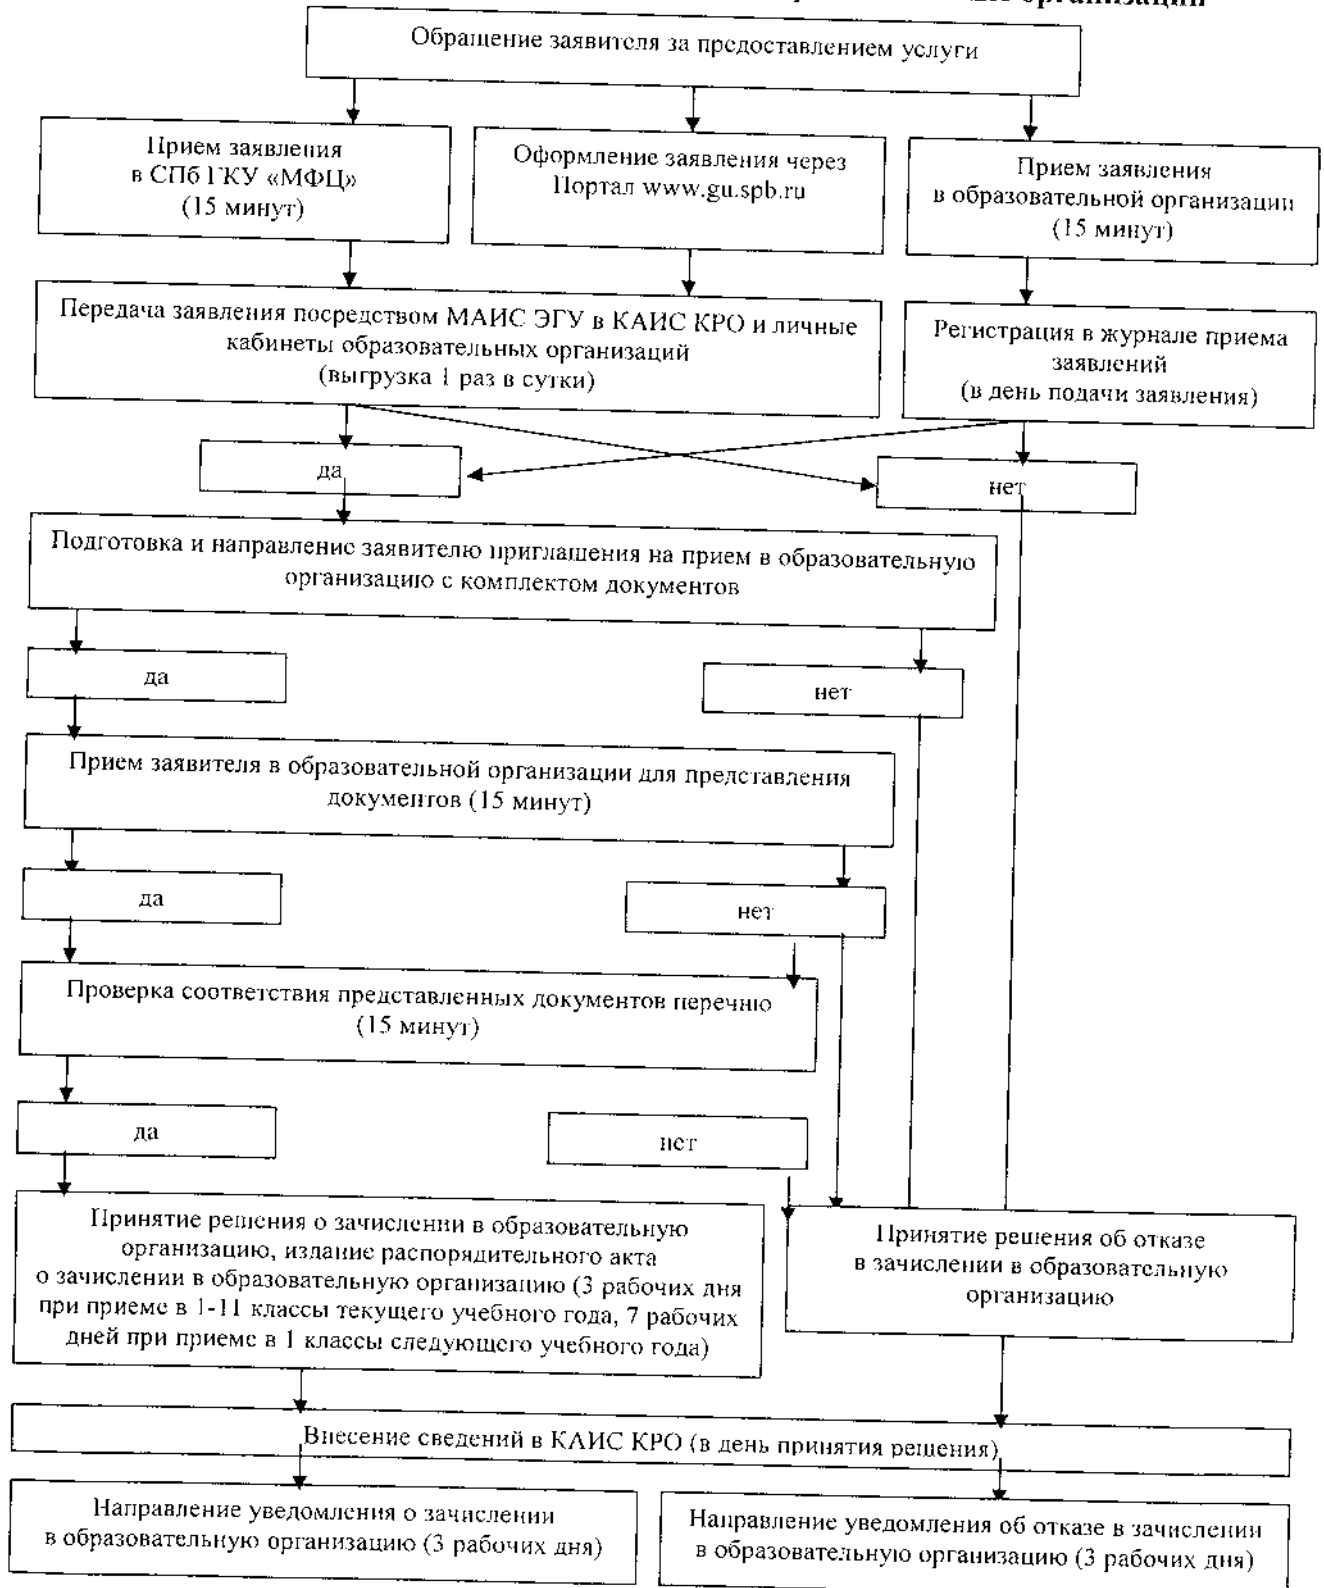 организации
Обращение заявителя за предоставлением услуги
Прием заявления
в СПб ГКУ «МФЦ»
(15 минут)
Оформление заявления через
Портал www.gu.spb.ru
Прием заявления
в образовательной организации
(15 минут)
Передача заявления посредством МАИС ЭГУ в КАИС КРО и личные
кабинеты образовательных организаций
(выгрузка 1 раз в сутки)
Регистрация в журнале приема
заявлений
(в день подачи заявления)
да
нет
Подготовка и направление заявителю приглашения на прием в образовательную
организацию с комплектом документов
да
нет
Прием заявителя в образовательной организации для представления
документов (15 минут)
да
нет
Проверка соответствия представленных документов перечню
(15 минут)
да
нет
Принятие решения о зачислении в образовательную
организацию, издание распорядительного акта
о зачислении в образовательную организацию (3 рабочих дня
при приеме в 1-11 классы текущего учебного года, 7 рабочих
дней при приеме в 1 классы следующего учебного года)
Принятие решения об отказе
в зачислении в образовательную
организацию
Внесение сведений в КАИС КРО (в день принятия решения)
Направление уведомления о зачислении
в образовательную организацию (3 рабочих дня)
Направление уведомления об отказе в зачислении
в образовательную организацию (3 рабочих дня)